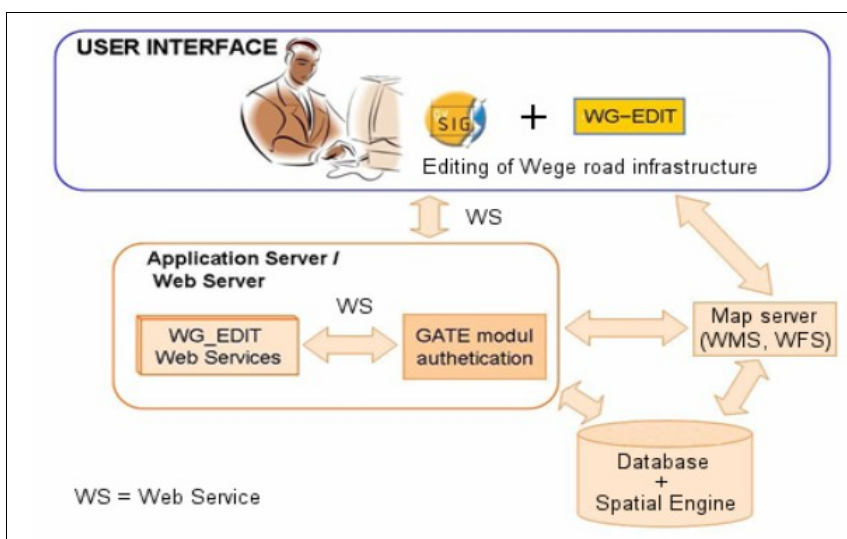 USER INTERFACE
SIG
+
WG-EDIT
Editing of Wege road infrastructure
WS
Application Server /
Web Server
WS
WG_EDIT
Web Services
GATE modul
authetication
Map server
(WMS, WFS)
Database
+
Spatial Engine
WS = Web Service